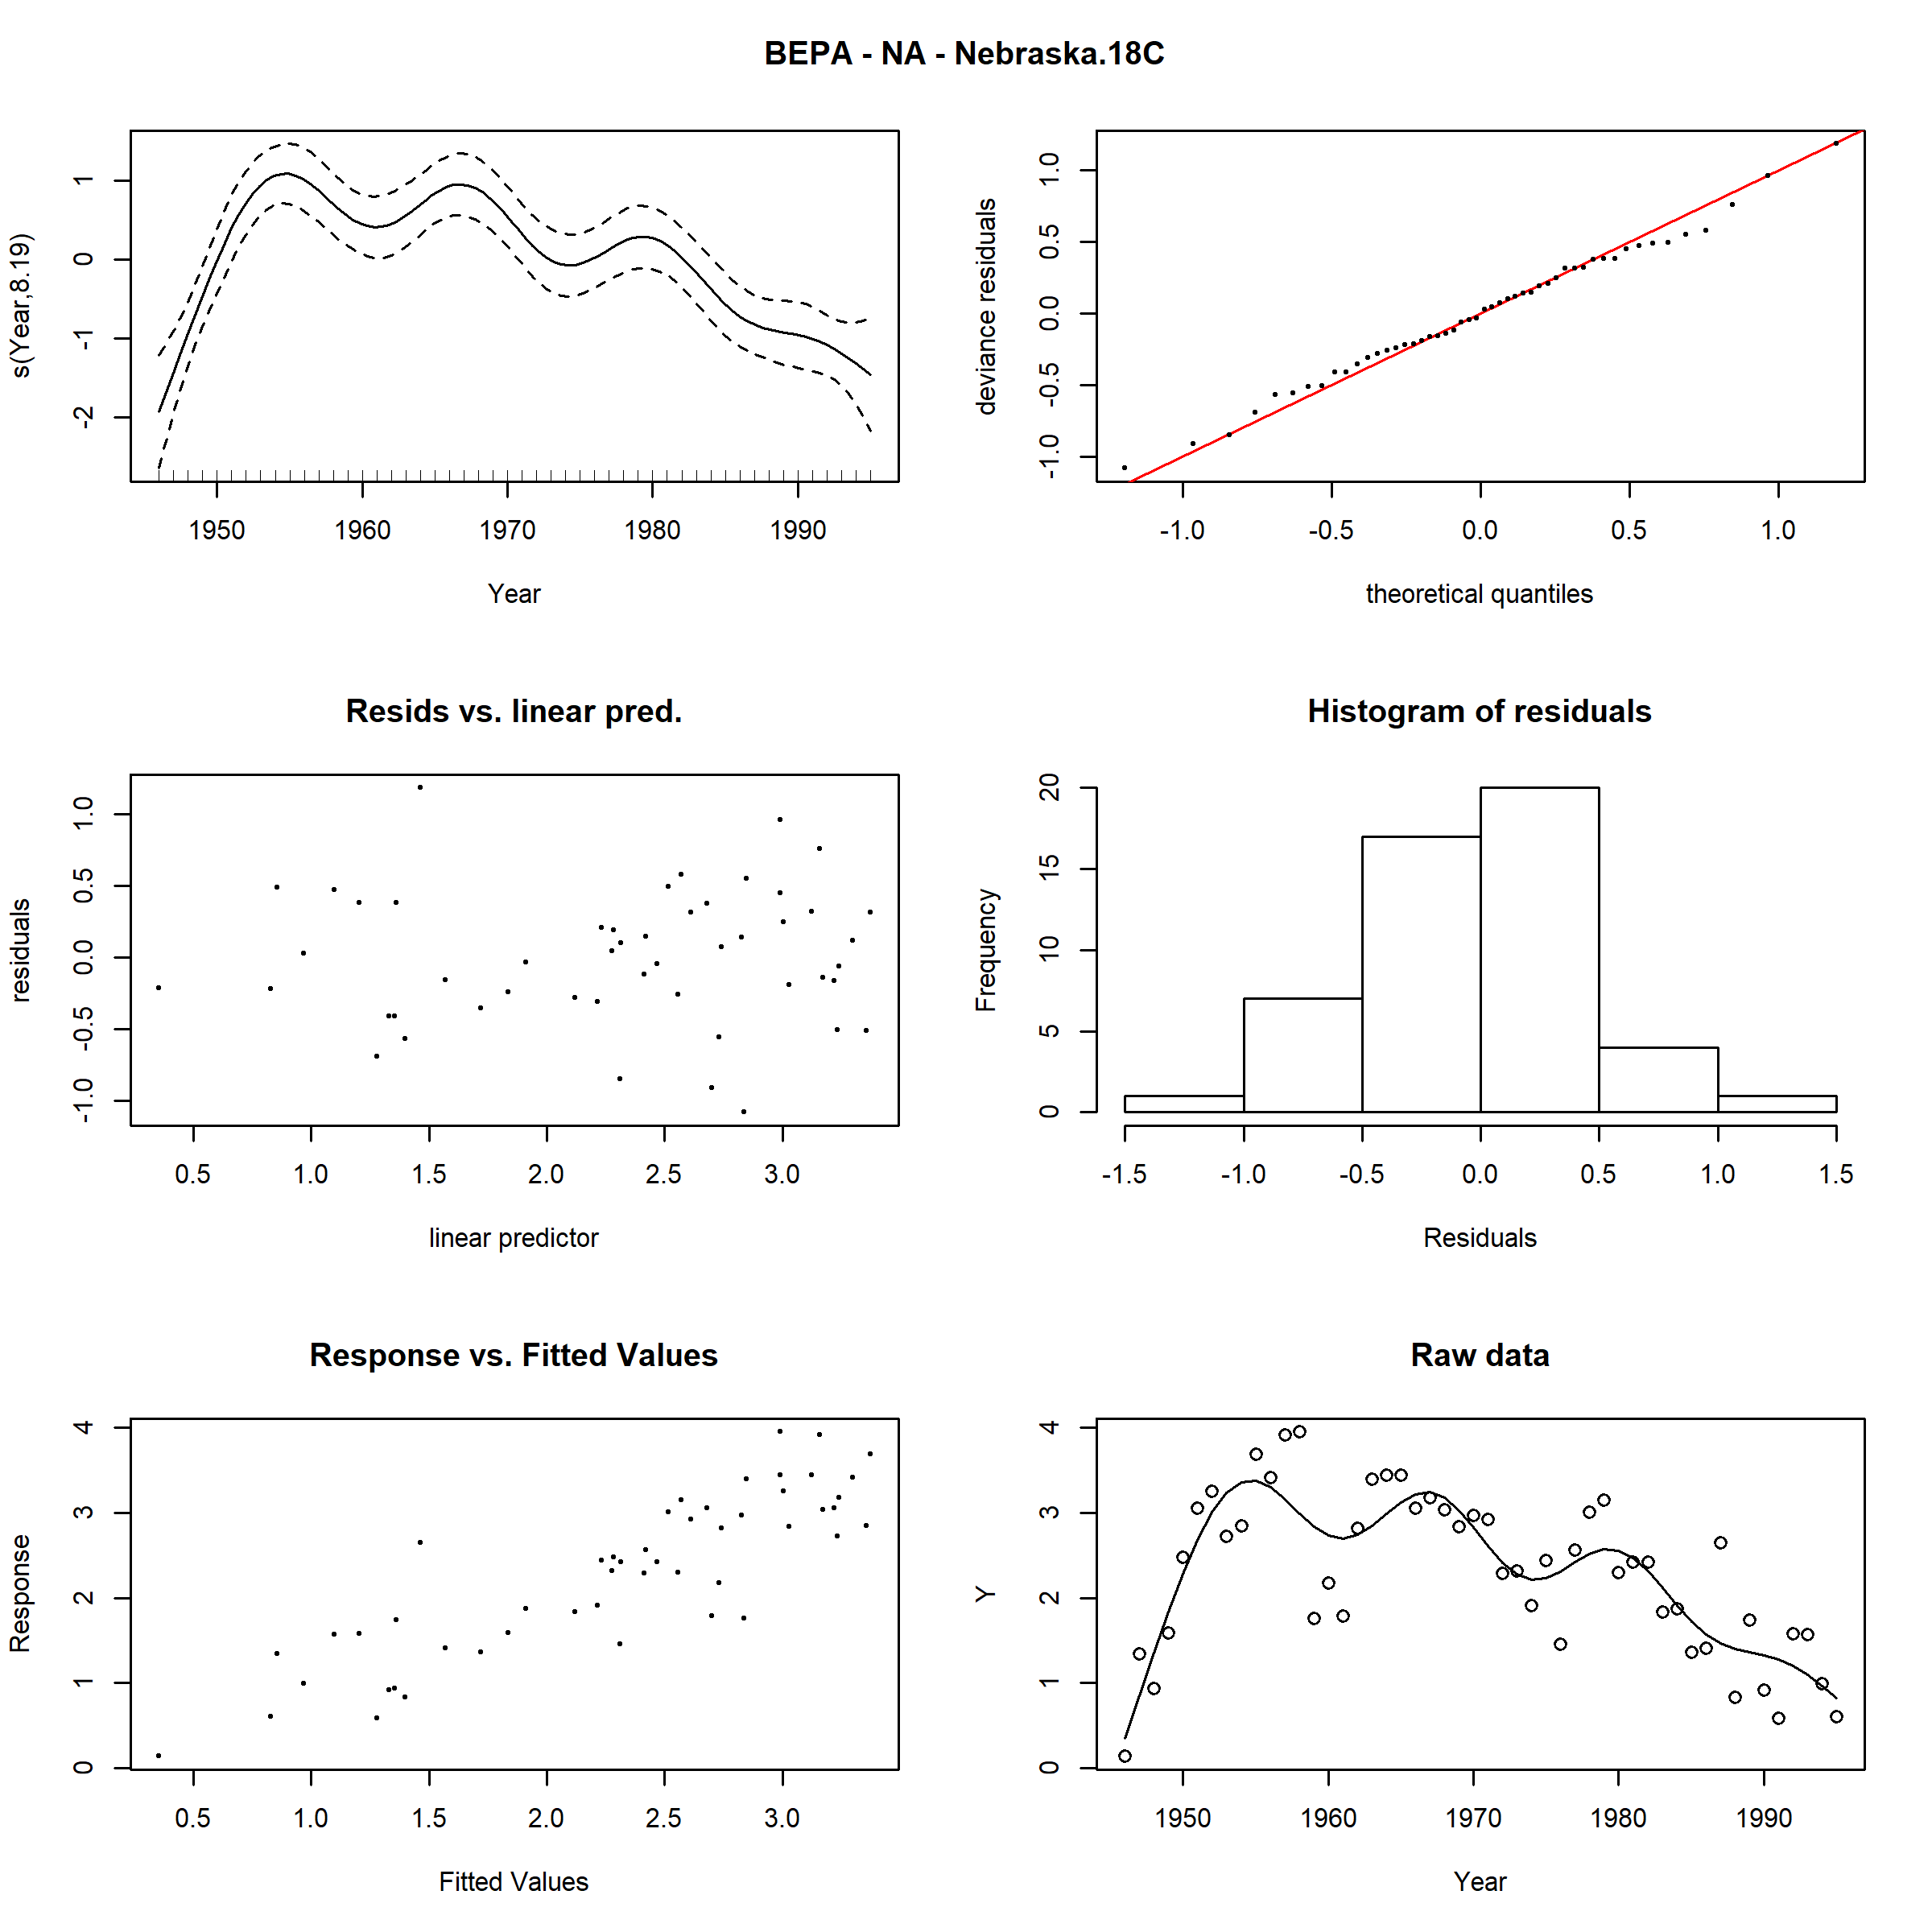 BEPA - NA - Nebraska.18C
s(Year,8.19)
1
0
-1
-2
1950 1960 1970 1980 1990
Year
deviance residuals
1.0
0.5
0.0
-0.5
-1.0
-1.0 -0.5 0.0 0.5 1.0
theoretical quantiles
Resids vs. linear pred.
residuals
1.0
0.5
0.0
-0.5
-1.0
0.5 1.0 1.5 2.0 2.5 3.0
linear predictor
Histogram of residuals
Frequency
20
15
10
5
0
-1.5 -1.0 -0.5 0.0 0.5 1.0 1.5
Residuals
Response vs. Fitted Values
Response
4
3
2
1
0
0.5 1.0 1.5 2.0 2.5 3.0
Fitted Values
Raw data
Y
4
3
2
1
0
1950 1960 1970 1980 1990
Year